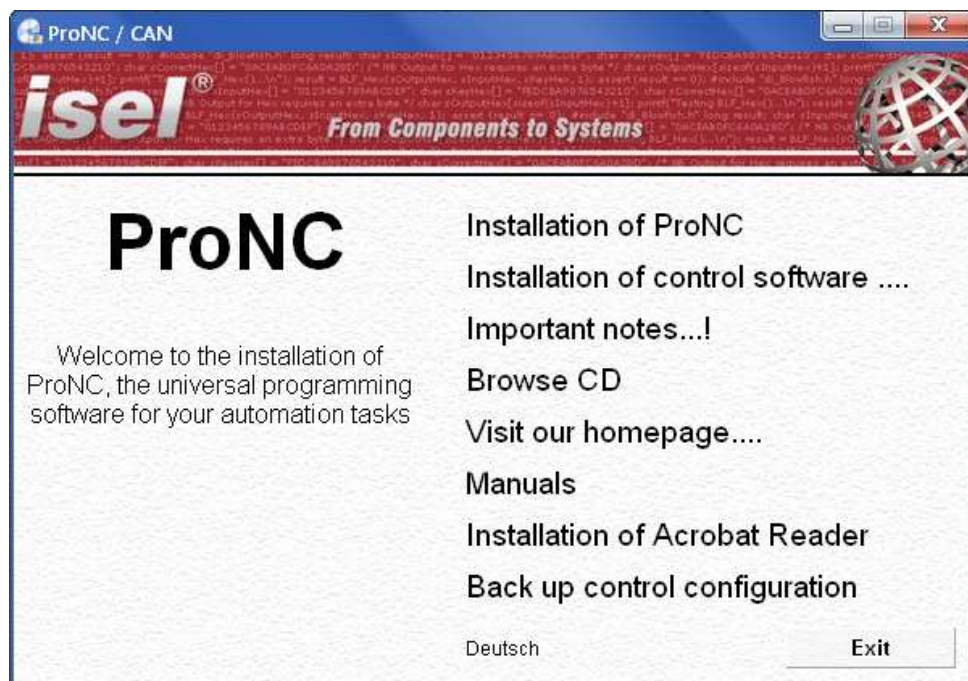 ProNC / CAN
isel®
From Components to Systems
ProNC
Welcome to the installation of
ProNC, the universal programming
software for your automation tasks
Installation of ProNC
Installation of control software ....
Important notes...!
Browse CD
Visit our homepage....
Manuals
Installation of Acrobat Reader
Back up control configuration
Deutsch
Exit